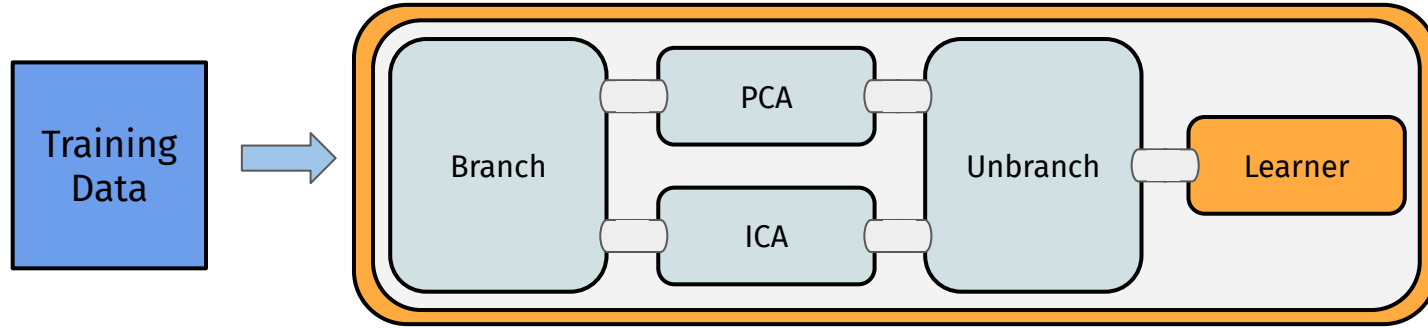 Training
Data
Branch
PCA
ICA
Unbranch
Learner